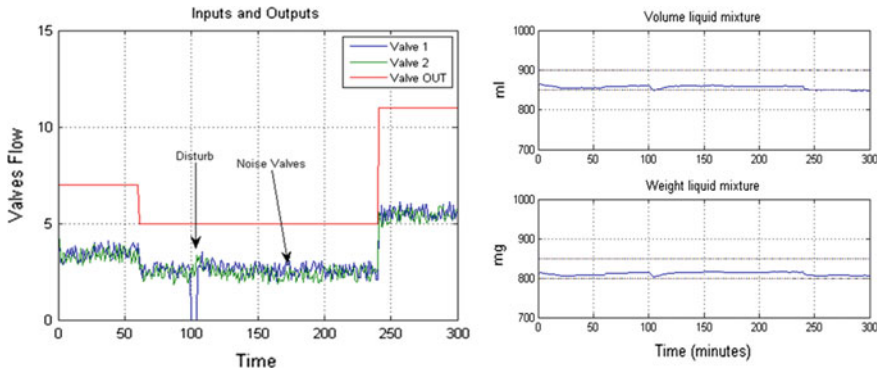 Inputs and Outputs
15
10
5
0
Valves Flow
Valve 1
Valve 2
Valve OUT
Disturb
Noise Valves
0 50 100 150 200 250 300
Time
Volume liquid mixture
1000
900
850
800
700
ml
0 50 100 150 200 250 300
Weight liquid mixture
1000
900
850
800
700
mg
0 50 100 150 200 250 300
Time (minutes)